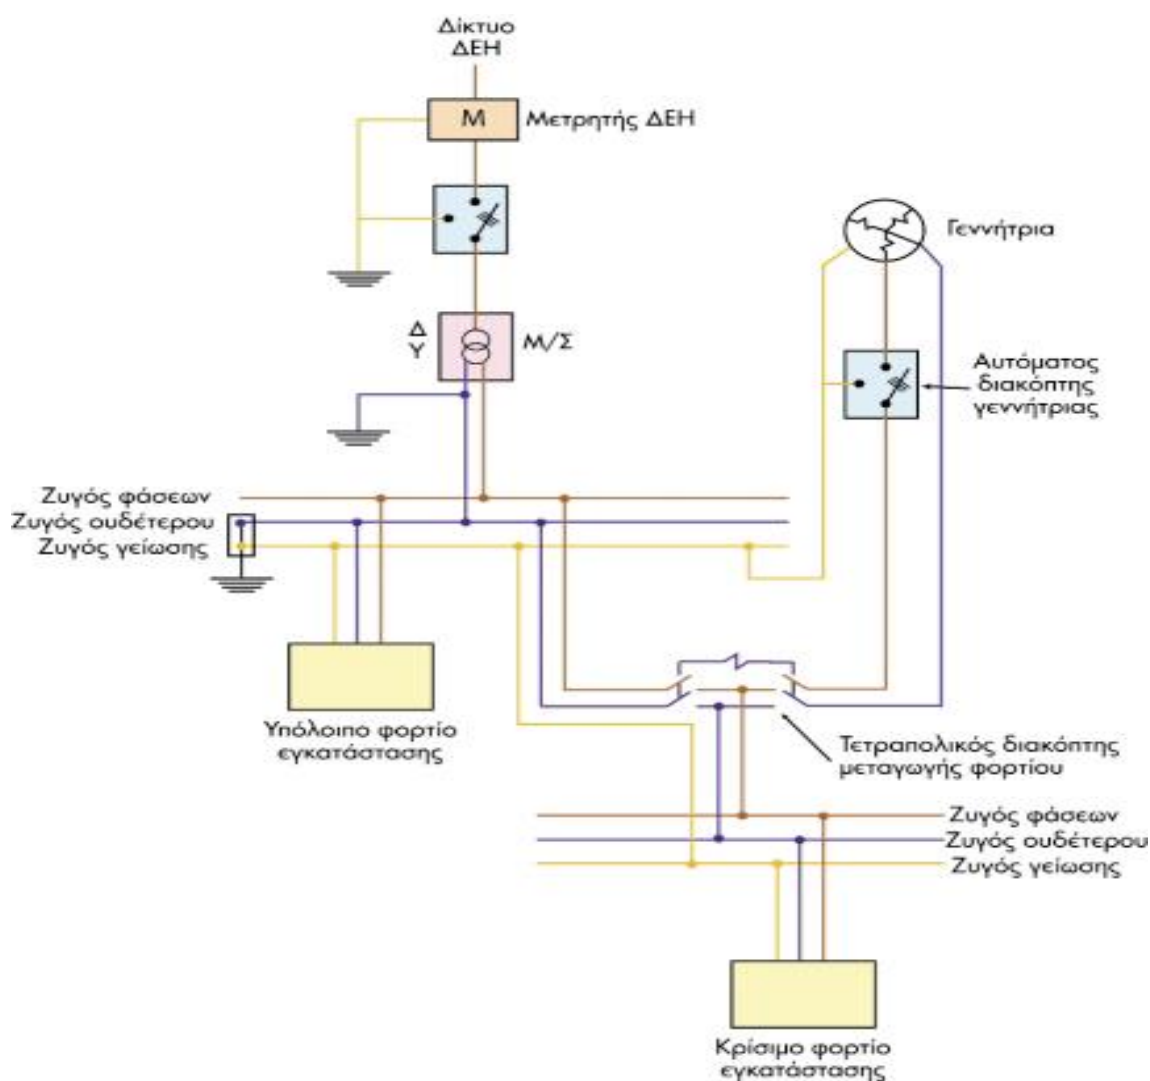 Δίκτυο
ΔΕΗ
Μ
Μετρητής ΔΕΗ
Γεννήτρια
Δ
Υ
Μ/Σ
Αυτόματος
διακόπτης
γεννήτριας
Ζυγός φάσεων
Ζυγός ουδέτερου
Ζυγός γείωσης
Υπόλοιπο φορτίο
εγκατάστασης
Τετραπολικός διακόπτης
μεταγωγής φορτίου
Ζυγός φάσεων
Ζυγός ουδέτερου
Ζυγός γείωσης
Κρίσιμο φορτίο
εγκατάστασης